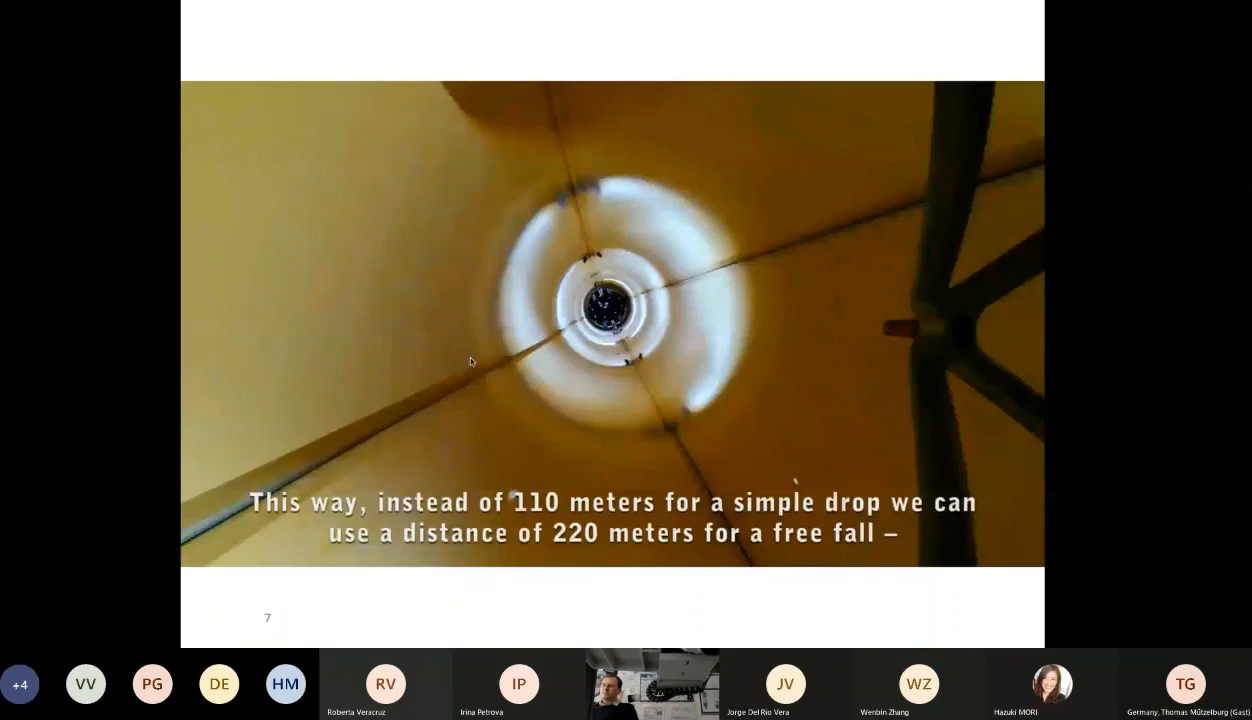 This way, instead of 110 meters for a simple drop we can
use a distance of 220 meters for a free fall –
7
+4
VV
PG
DE
HM
RV
IP
JV
WZ
TG
Roberta Veracruz
Irina Petrova
Jorge Del Rio Vera
Wenbin Zhang
Hazuki MORI
Germany, Thomas Mützelburg (Gast)